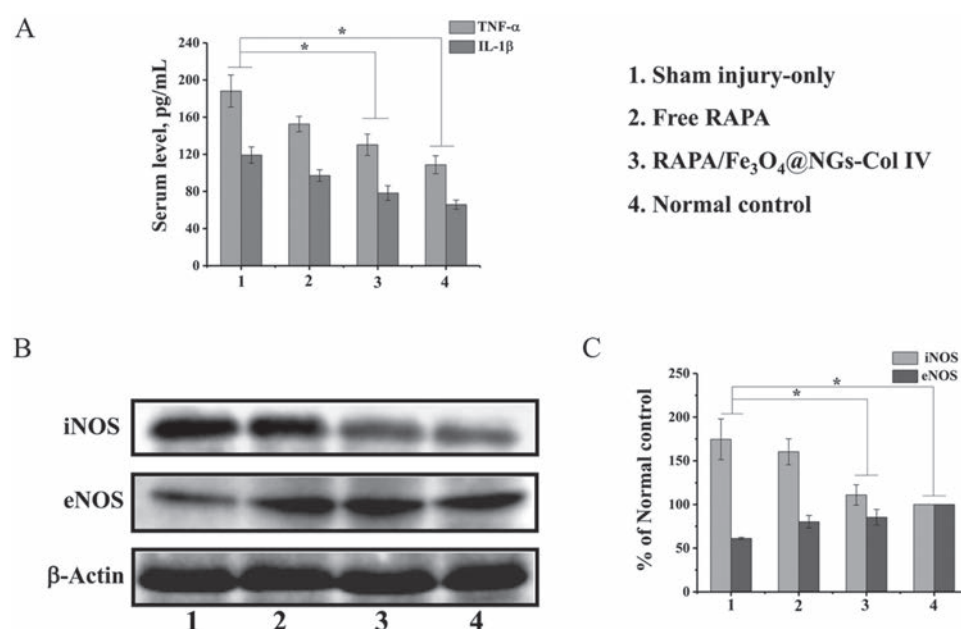 A
TNF-α
IL-1β
Serum level, pg/mL
240
200
160
120
80
40
0
*
*
1 2 3 4
1. Sham injury-only
2. Free RAPA
3. RAPA/Fe₃O₄@NGs-Col IV
4. Normal control
B
iNOS
eNOS
β-Actin
1 2 3 4
C
iNOS
eNOS
% of Normal control
250
200
150
100
50
0
*
*
1 2 3 4